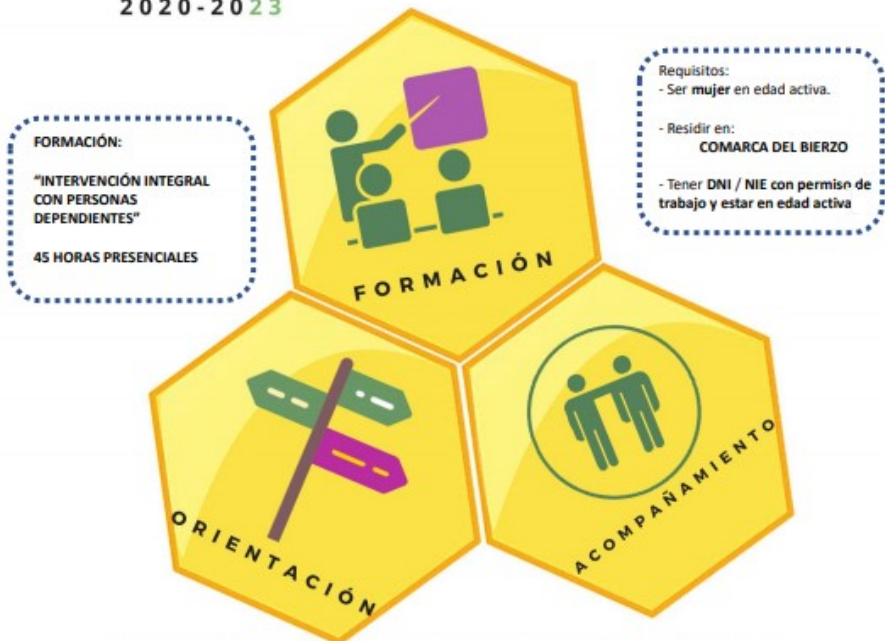 2020-2023
FORMACIÓN:
"INTERVENCIÓN INTEGRAL
CON PERSONAS
DEPENDIENTES"
45 HORAS PRESENCIALES
Requisitos:
- Ser mujer en edad activa.
- Residir en:
COMARCA DEL BIERZO
- Tener DNI / NIE con permiso de
trabajo y estar en edad activa
FORMACIÓN
ORIENTACIÓN
ACOMPAÑAMIENTO